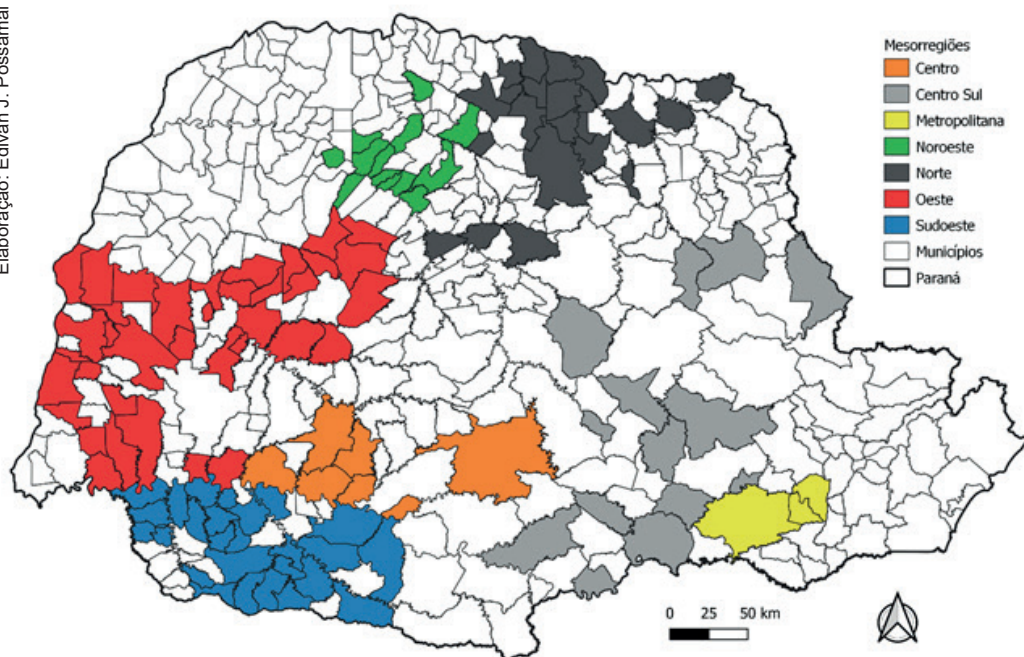 Elaboração: Edivan J. Possamai
Mesorregiões
Centro
Centro Sul
Metropolitana
Noroeste
Norte
Oeste
Sudoeste
Municípios
Paraná
0 25 50 km